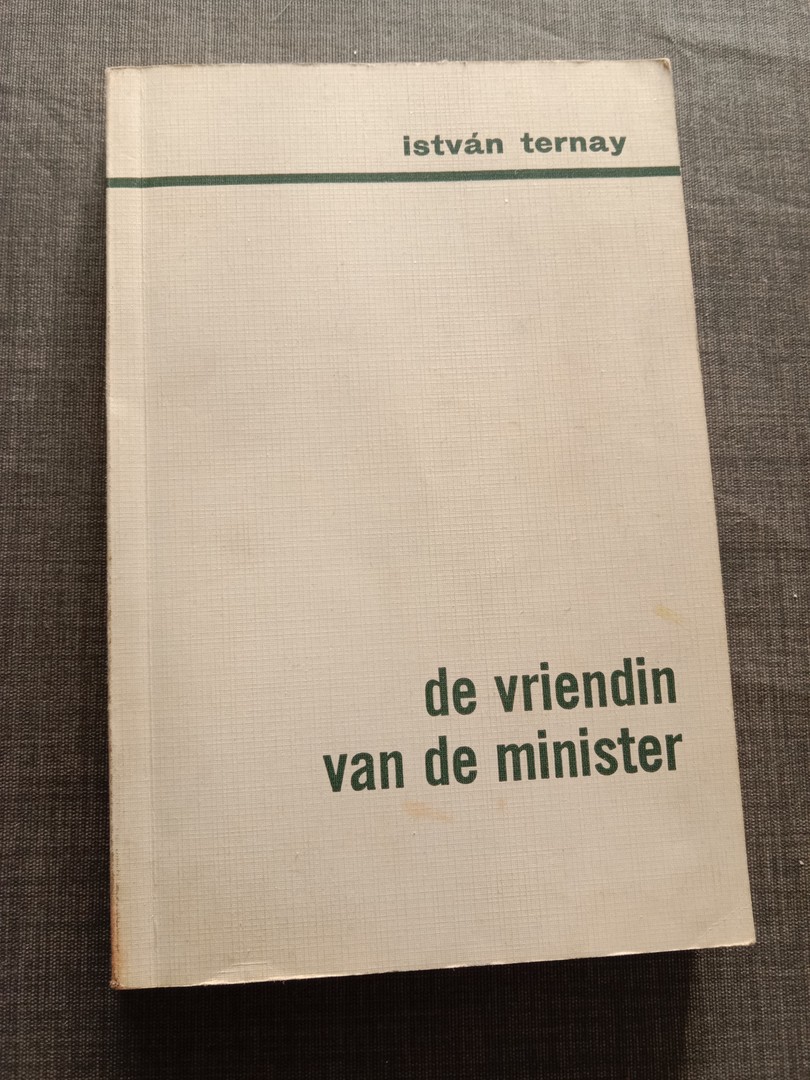 istván ternay
de vriendin
van de minister